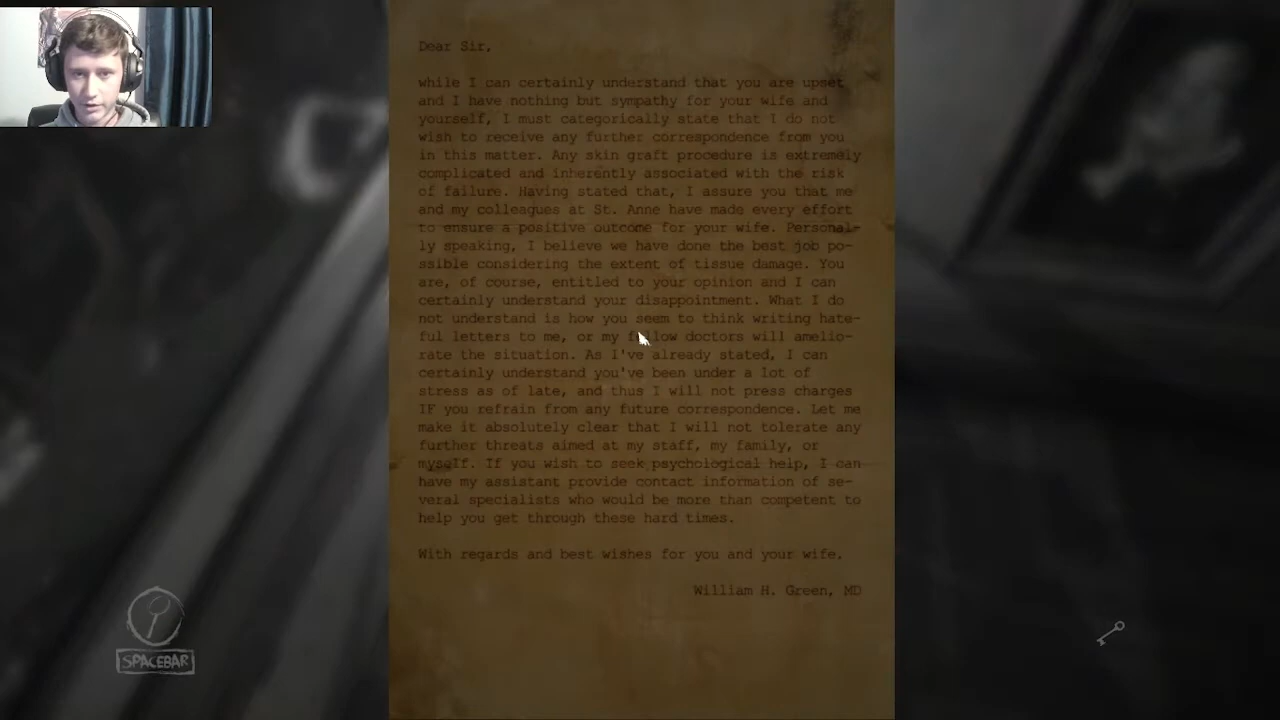 Dear Sir,
while I can certainly understand that you are upset
and I have nothing but sympathy for your wife and
yourself, I must categorically state that I do not
wish to receive any further correspondence from you
in this matter. Any skin graft procedure is extremely
complicated and inherently associated with the risk
of failure. Having stated that, I assure you that me
and my colleagues at St. Anne have made every effort
to ensure a positive outcome for your wife. Personal-
ly speaking, I believe we have done the best job po-
ssible considering the extent of tissue damage. You
are, of course, entitled to your opinion and I can
certainly understand your disappointment. What I do
not understand is how you seem to think writing hate-
ful letters to me, or my fellow doctors will amelio-
rate the situation. As I've already stated, I can
certainly understand you've been under a lot of
stress as of late, and thus I will not press charges
IF you refrain from any future correspondence. Let me
make it absolutely clear that I will not tolerate any
further threats aimed at my staff, my family, or
myself. If you wish to seek psychological help, I can
have my assistant provide contact information of se-
veral specialists who would be more than competent to
help you get through these hard times.
With regards and best wishes for you and your wife,
William H. Green, MD
SPACEBAR